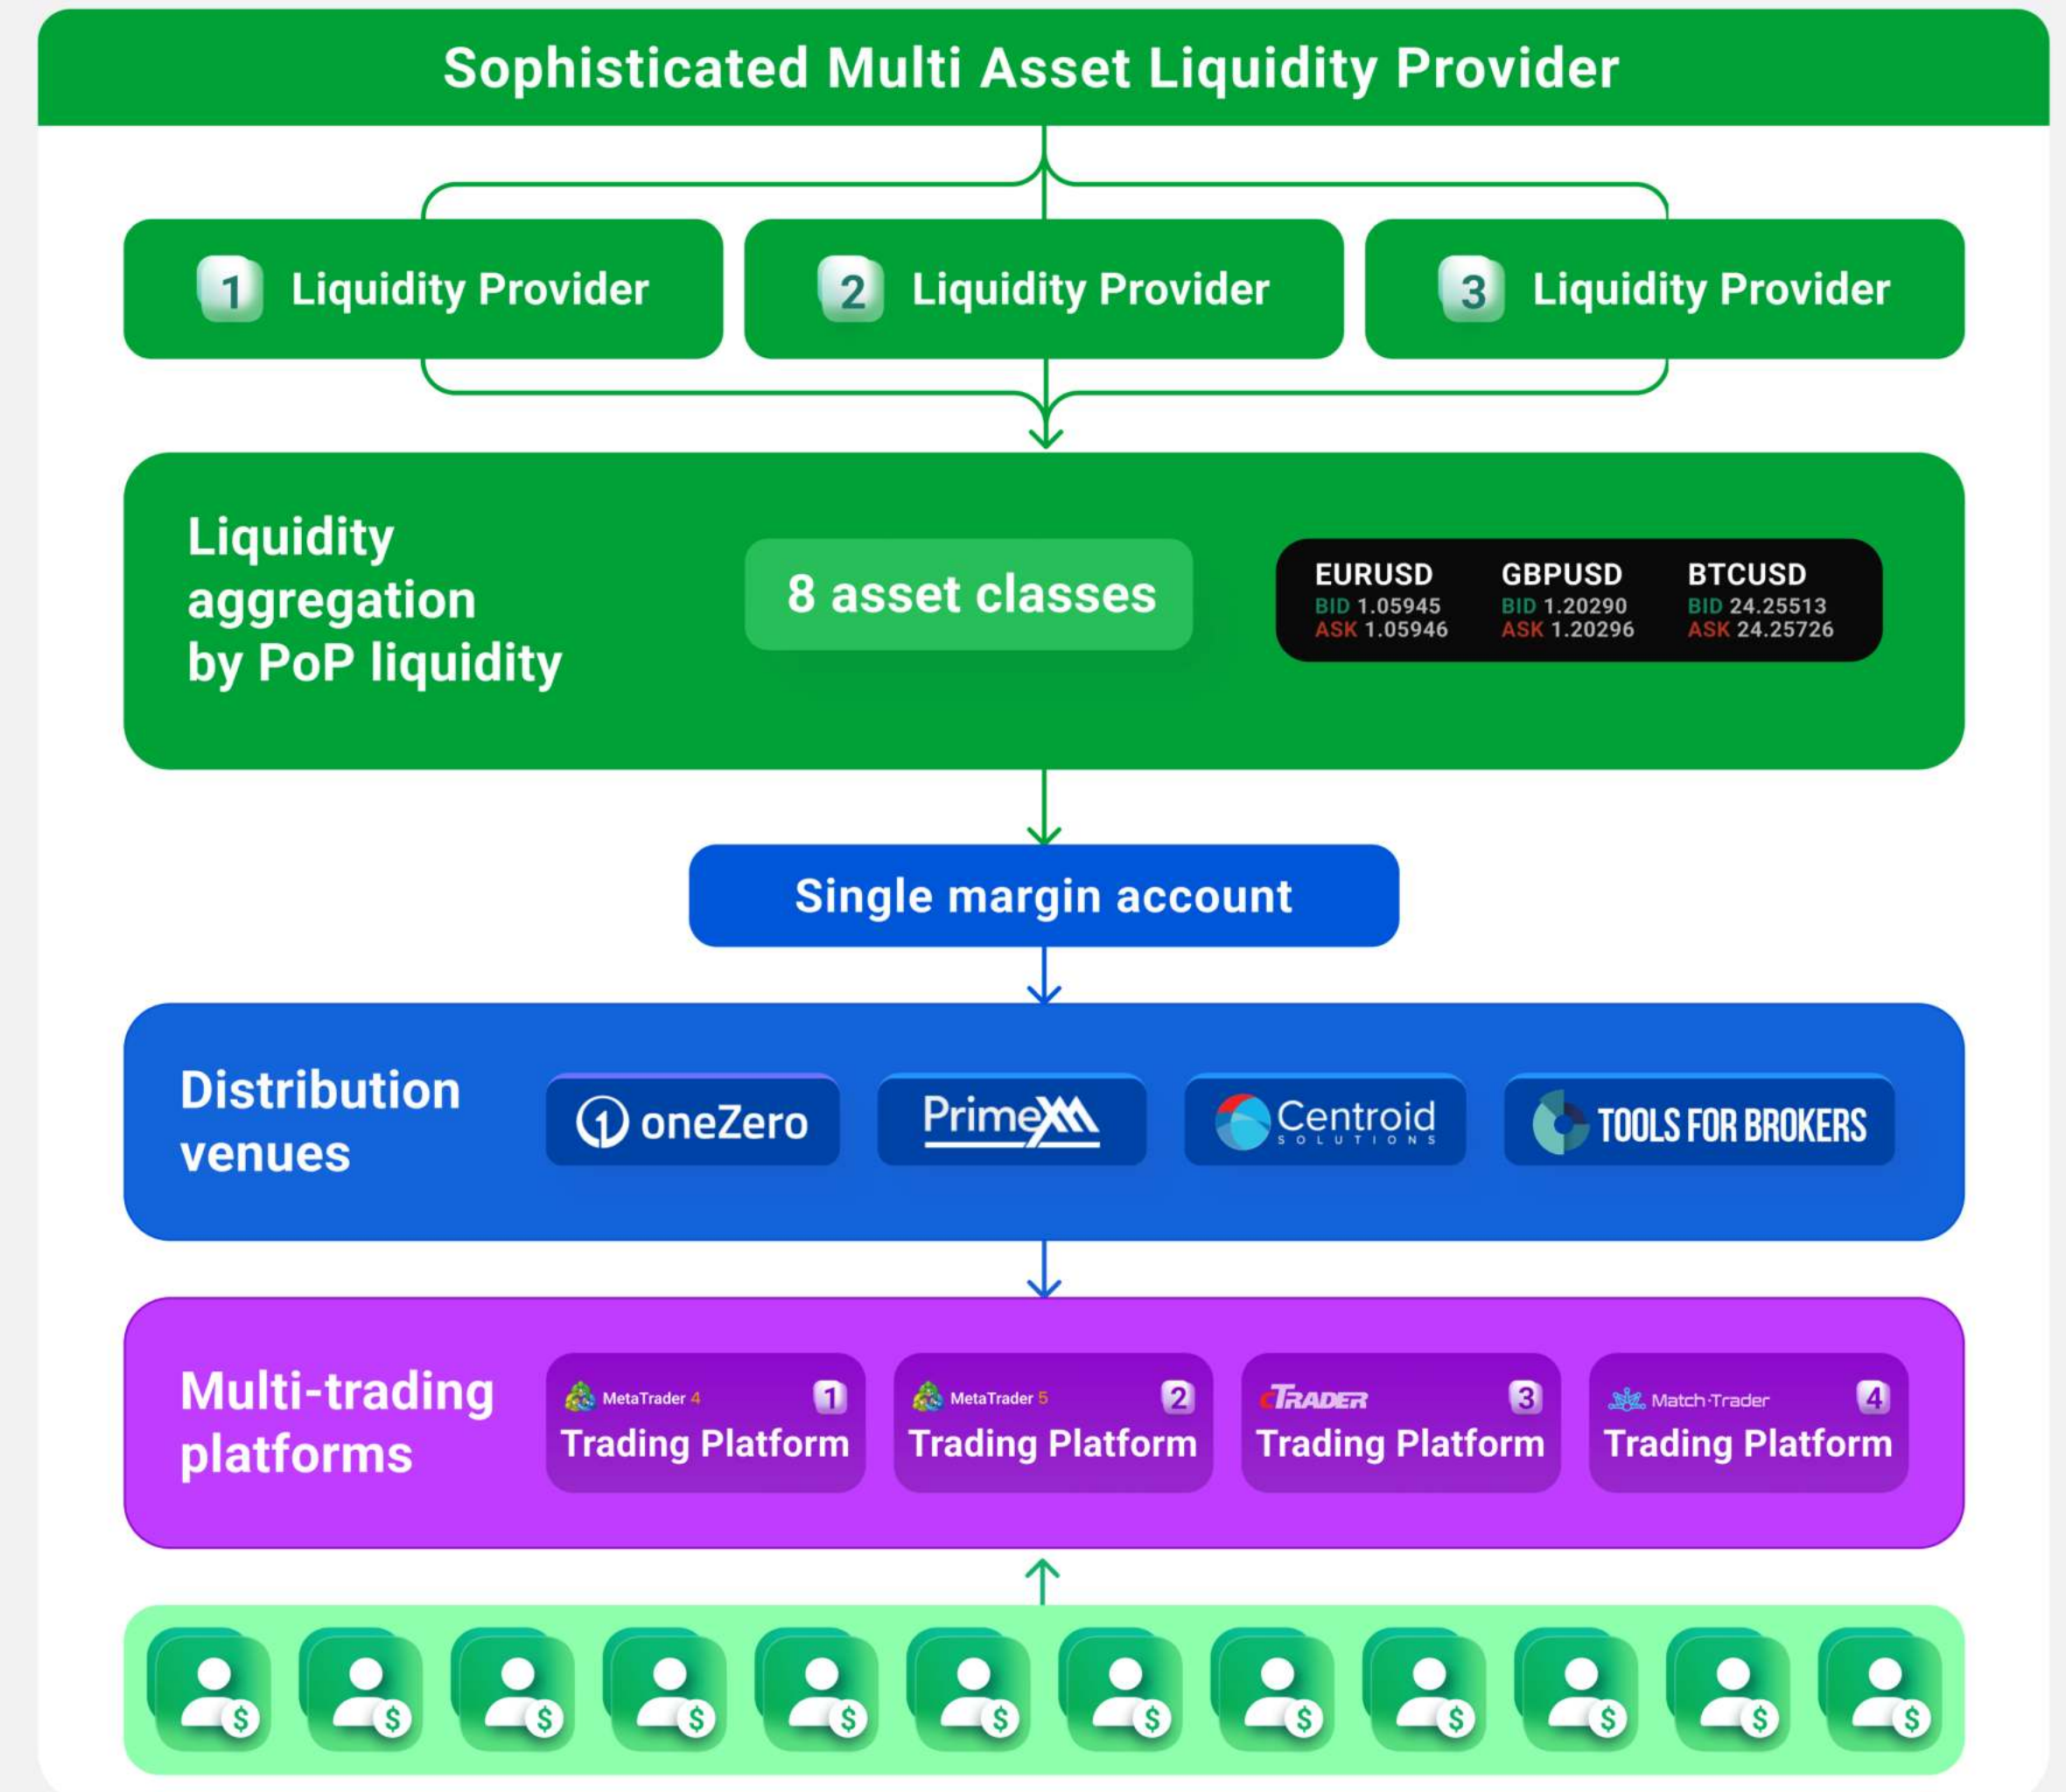 Sophisticated Multi Asset Liquidity Provider
1 Liquidity Provider
2 Liquidity Provider
3 Liquidity Provider
Liquidity
aggregation
by PoP liquidity
8 asset classes
EURUSD
BID 1.05945
ASK 1.05946
GBPUSD
BID 1.20290
ASK 1.20296
BTCUSD
BID 24.25513
ASK 24.25726
Single margin account
Distribution
venues
1 oneZero
PrimeXM
Centroid
SOLUTIONS
TOOLS FOR BROKERS
Multi-trading
platforms
MetaTrader 4 1
Trading Platform
MetaTrader 5 2
Trading Platform
cTRADER 3
Trading Platform
Match-Trader 4
Trading Platform
$ $ $ $ $ $ $ $ $ $ $ $